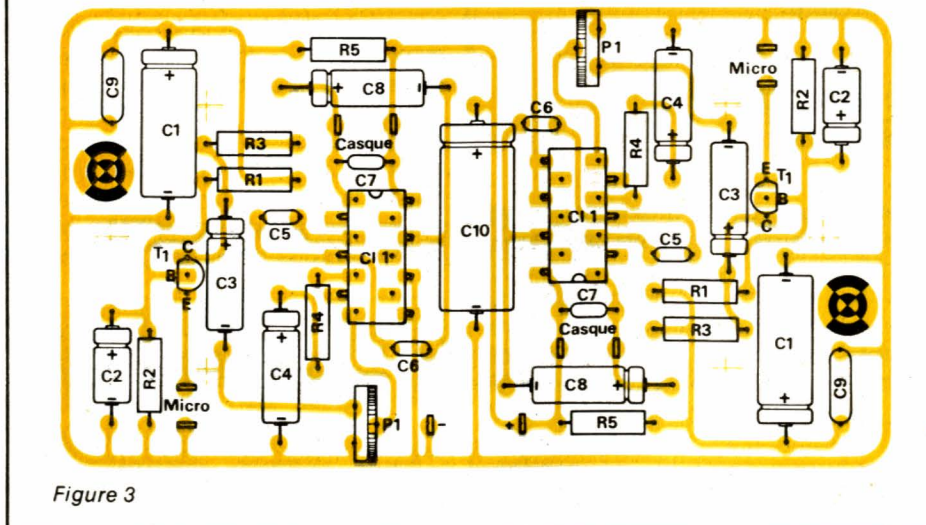 R5
P1
C9
C1
C8
C6
C4
Micro
R2
C2
R3
Casque
R4
R1
C7
C3
E
T1
B
C
C5
CI 1
C10
CI 1
T1
C
B
E
C3
C5
C7
R1
Casque
R3
C1
R4
C6
C2
R2
C4
C8
C9
Micro
P1
R5
Figure 3